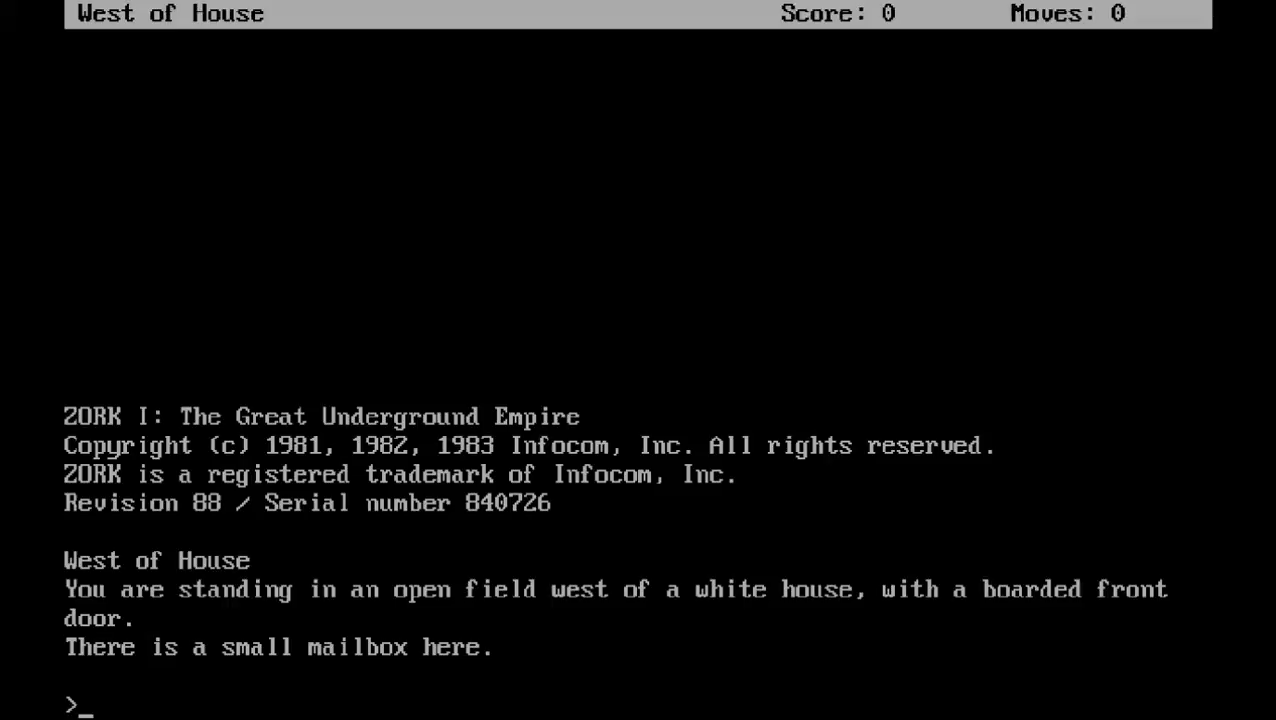 West of House Score: 0 Moves: 0
ZORK I: The Great Underground Empire
Copyright (c) 1981, 1982, 1983 Infocom, Inc. All rights reserved.
ZORK is a registered trademark of Infocom, Inc.
Revision 88 / Serial number 840726
West of House
You are standing in an open field west of a white house, with a boarded front
door.
There is a small mailbox here.
>_